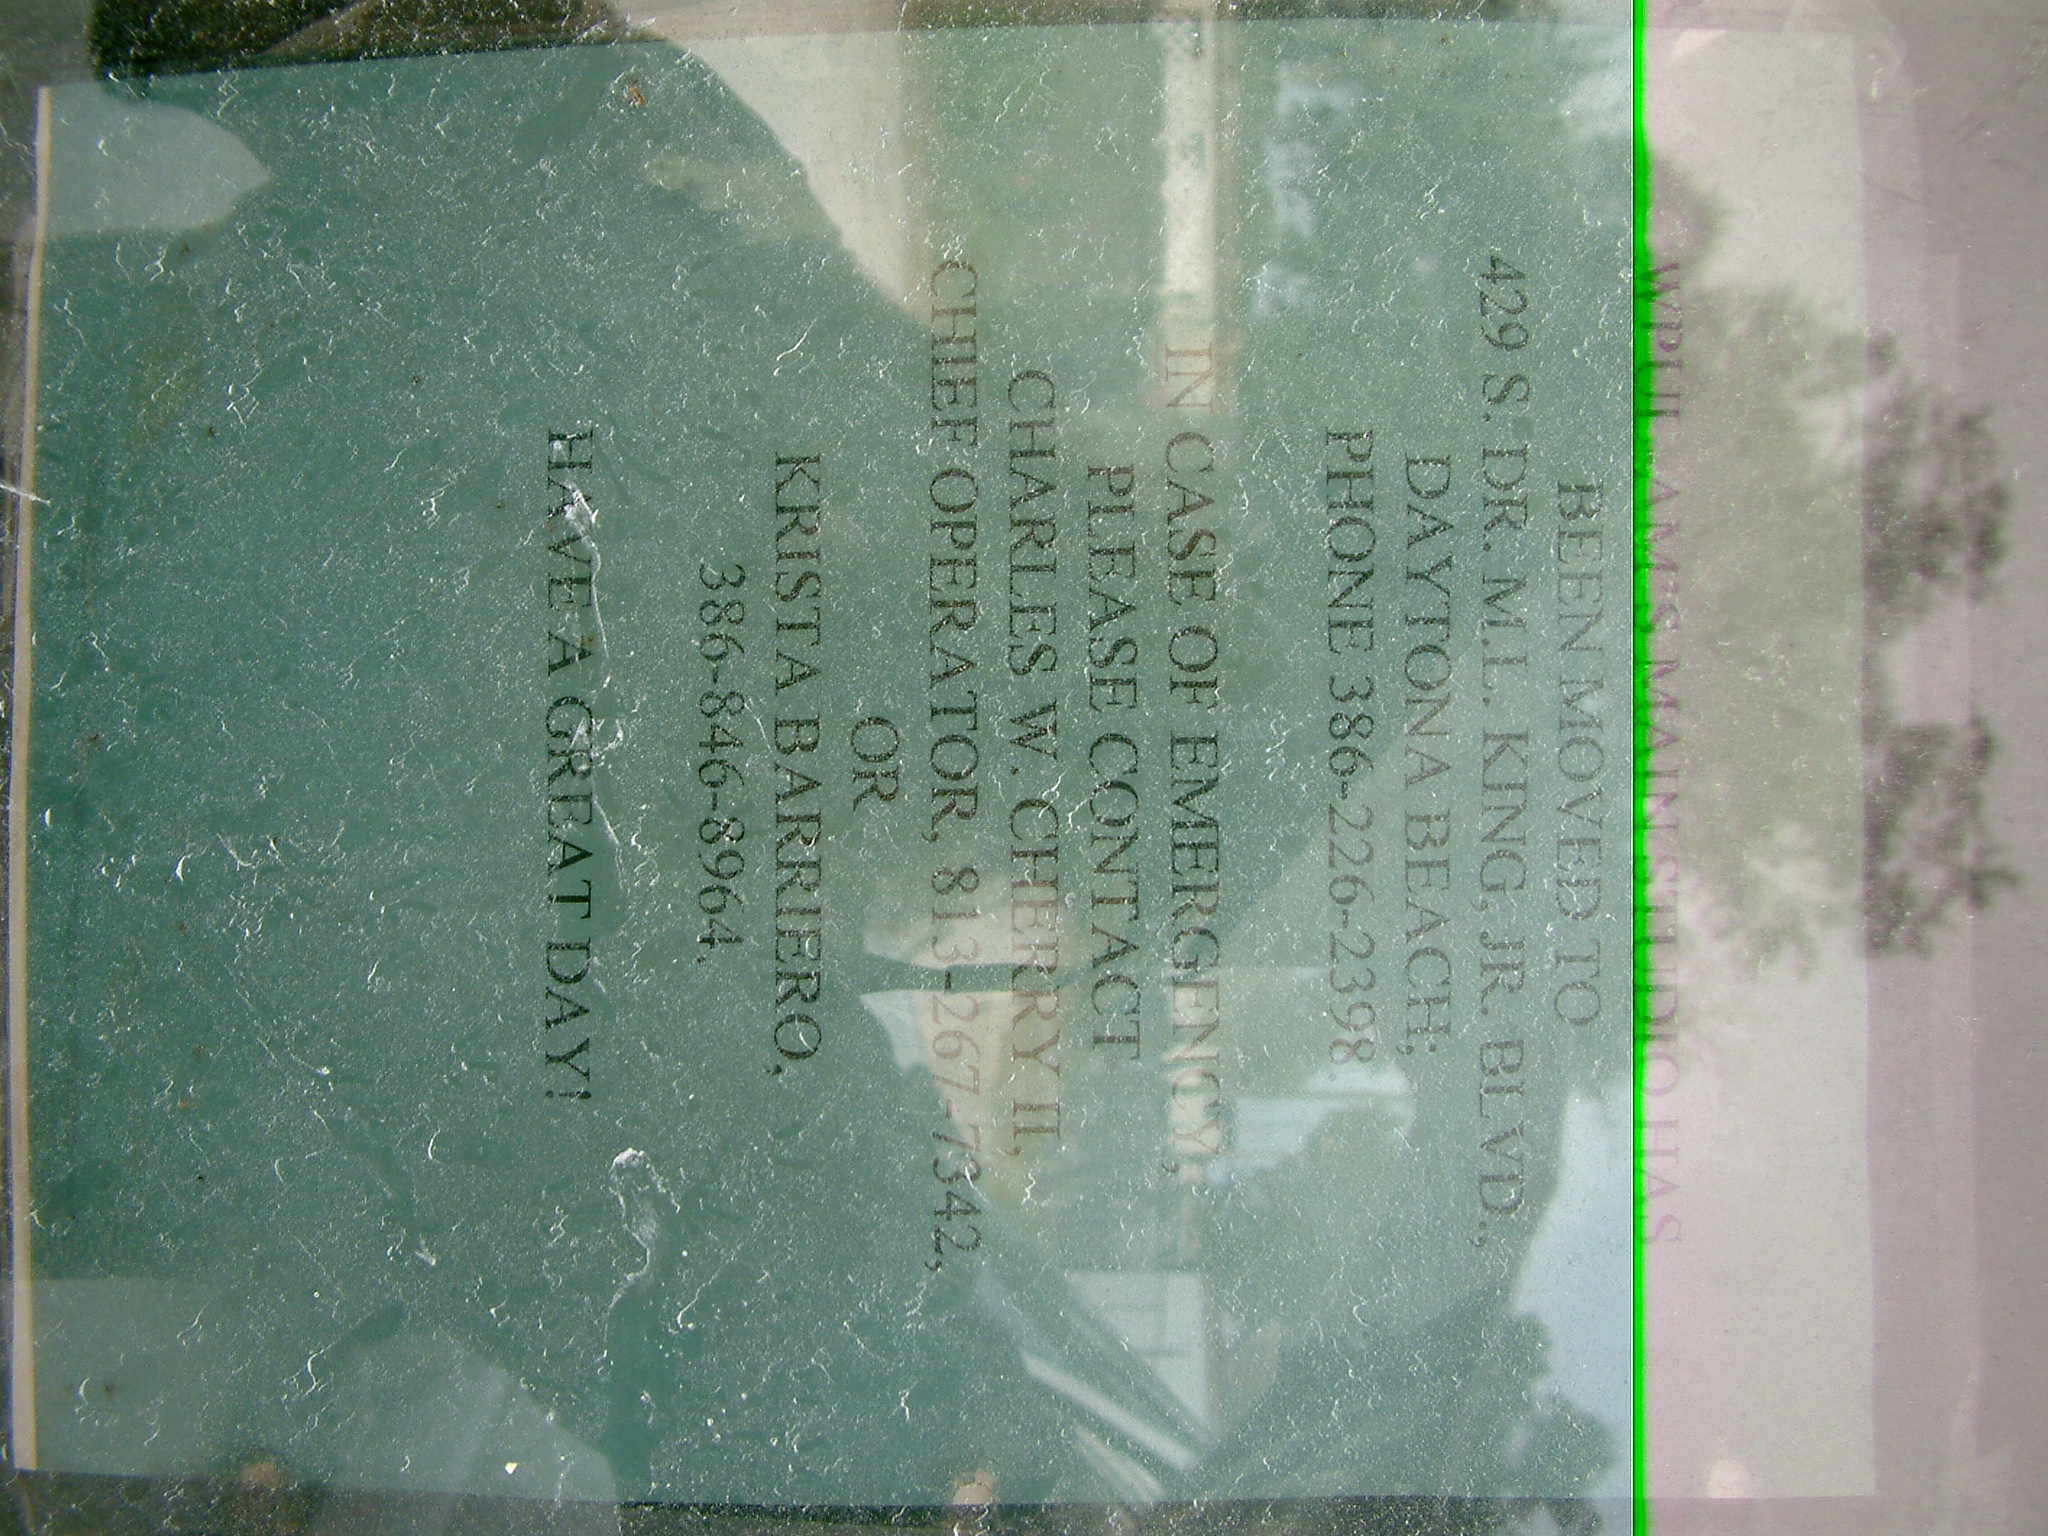 WPUL-AM'S MAIN STUDIO HAS
BEEN MOVED TO
429 S. DR. M.L. KING, JR. BLVD.,
DAYTONA BEACH;
PHONE 386-226-2398.
IN CASE OF EMERGENCY,
PLEASE CONTACT
CHARLES W. CHERRY II,
CHIEF OPERATOR, 813-267-7342,
OR
KRISTA BARRIERO,
386-846-8964.
HAVE A GREAT DAY!